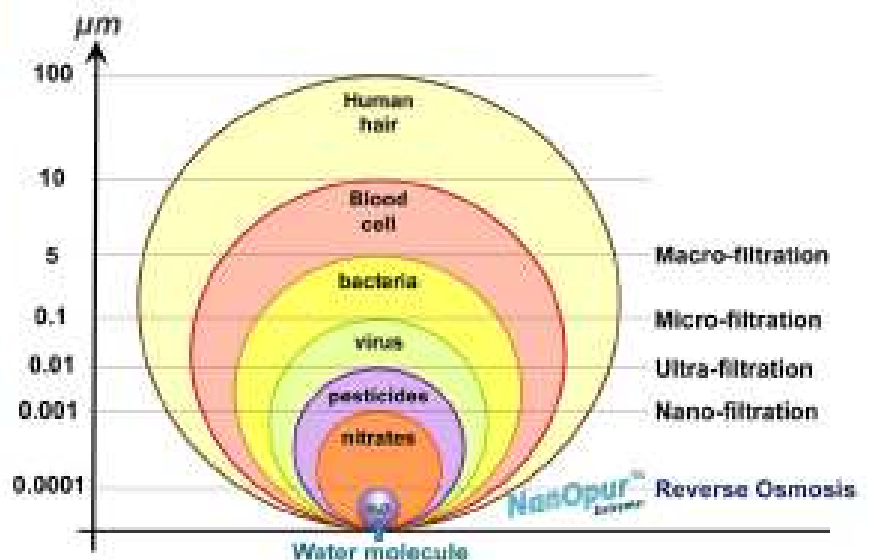 µm
100
Human
hair
10
Blood
cell
5
Macro-filtration
bacteria
0.1
Micro-filtration
virus
0.01
Ultra-filtration
pesticides
0.001
Nano-filtration
nitrates
0.0001
NanOpur™
Reverse Osmosis
Water molecule